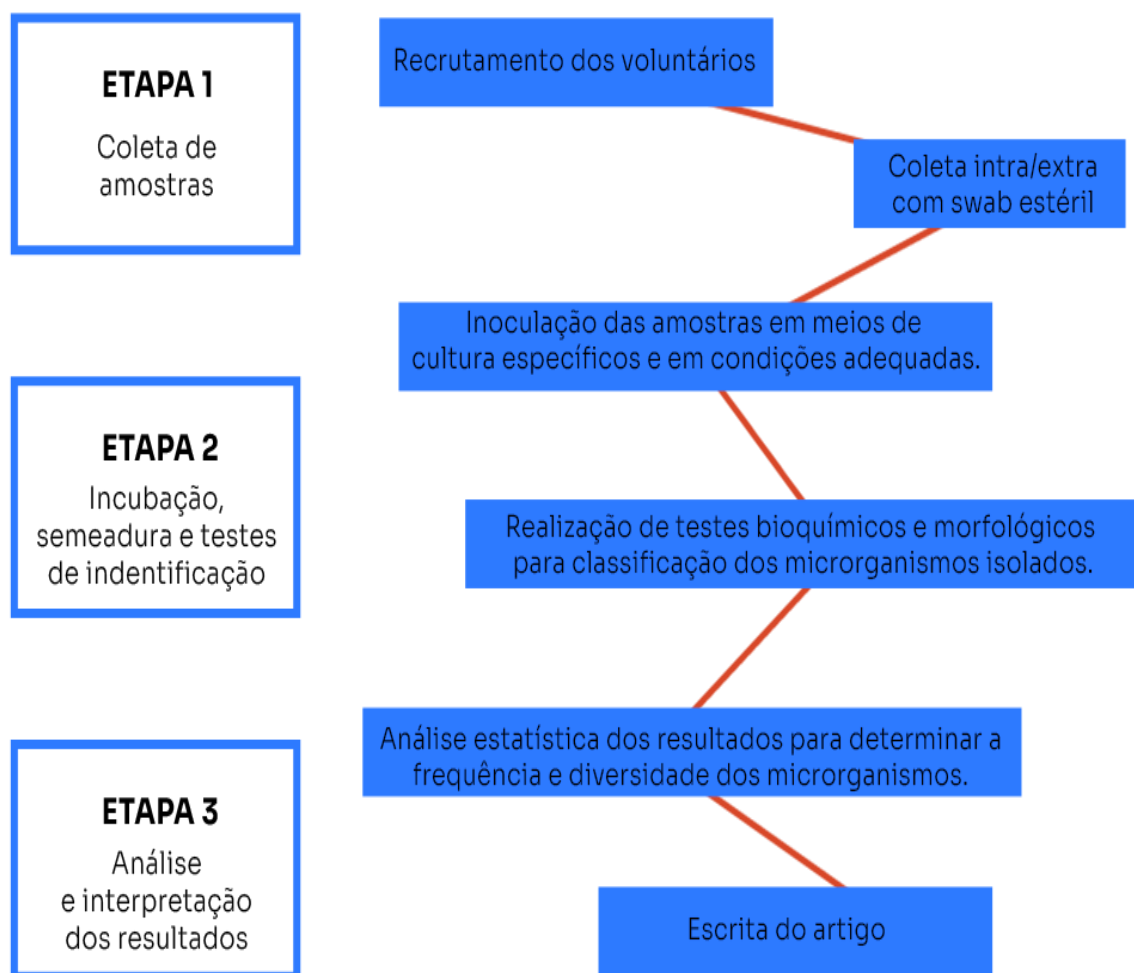 ETAPA 1
Coleta de
amostras
Recrutamento dos voluntários
Coleta intra/extra
com swab estéril
Inoculação das amostras em meios de
cultura específicos e em condições adequadas.
ETAPA 2
Incubação,
semeadura e testes
de indentificação
Realização de testes bioquímicos e morfológicos
para classificação dos microrganismos isolados.
Análise estatística dos resultados para determinar a
frequência e diversidade dos microrganismos.
ETAPA 3
Análise
e interpretação
dos resultados
Escrita do artigo